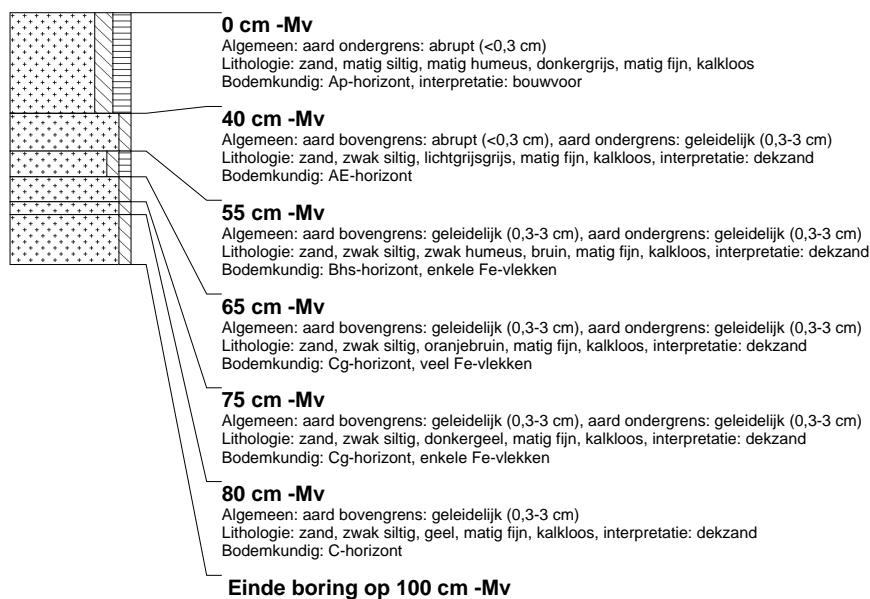 0 cm -Mv
Algemeen: aard ondergrens: abrupt (<0,3 cm)
Lithologie: zand, matig siltig, matig humeus, donkergrijs, matig fijn, kalkloos
Bodemkundig: Ap-horizont, interpretatie: bouwvoor
40 cm -Mv
Algemeen: aard bovengrens: abrupt (<0,3 cm), aard ondergrens: geleidelijk (0,3-3 cm)
Lithologie: zand, zwak siltig, lichtgrijsgrijs, matig fijn, kalkloos, interpretatie: dekzand
Bodemkundig: AE-horizont
55 cm -Mv
Algemeen: aard bovengrens: geleidelijk (0,3-3 cm), aard ondergrens: geleidelijk (0,3-3 cm)
Lithologie: zand, zwak siltig, zwak humeus, bruin, matig fijn, kalkloos, interpretatie: dekzand
Bodemkundig: Bhs-horizont, enkele Fe-vlekken
65 cm -Mv
Algemeen: aard bovengrens: geleidelijk (0,3-3 cm), aard ondergrens: geleidelijk (0,3-3 cm)
Lithologie: zand, zwak siltig, oranjebruin, matig fijn, kalkloos, interpretatie: dekzand
Bodemkundig: Cg-horizont, veel Fe-vlekken
75 cm -Mv
Algemeen: aard bovengrens: geleidelijk (0,3-3 cm), aard ondergrens: geleidelijk (0,3-3 cm)
Lithologie: zand, zwak siltig, donkergeel, matig fijn, kalkloos, interpretatie: dekzand
Bodemkundig: Cg-horizont, enkele Fe-vlekken
80 cm -Mv
Algemeen: aard bovengrens: geleidelijk (0,3-3 cm)
Lithologie: zand, zwak siltig, geel, matig fijn, kalkloos, interpretatie: dekzand
Bodemkundig: C-horizont
Einde boring op 100 cm -Mv